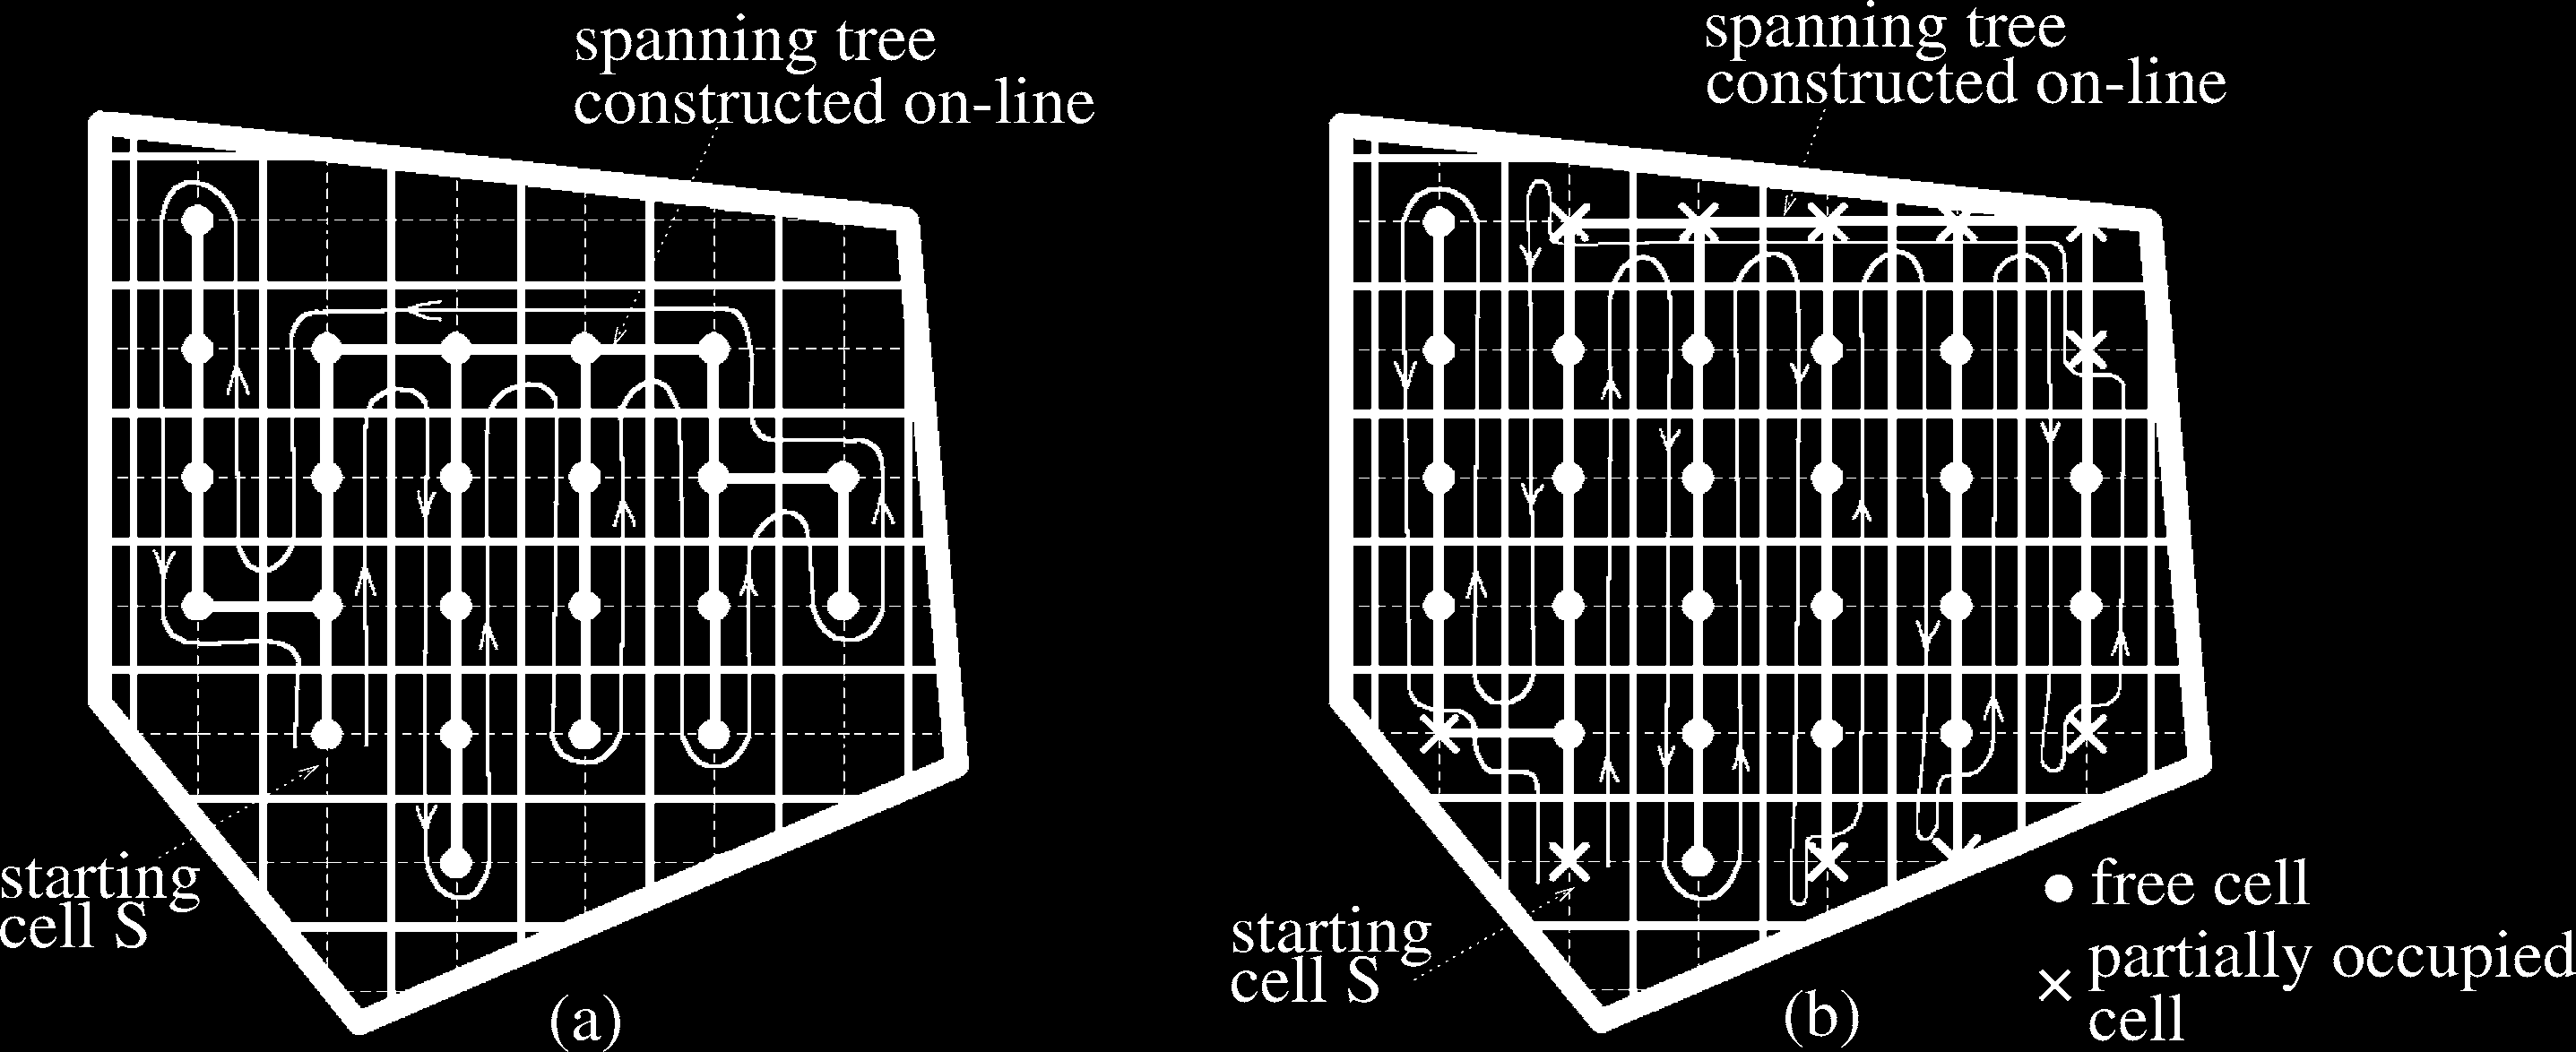 spanning tree
constructed on-line
starting
cell S
(a)
spanning tree
constructed on-line
starting
cell S
(b)
free cell
partially occupied
cell